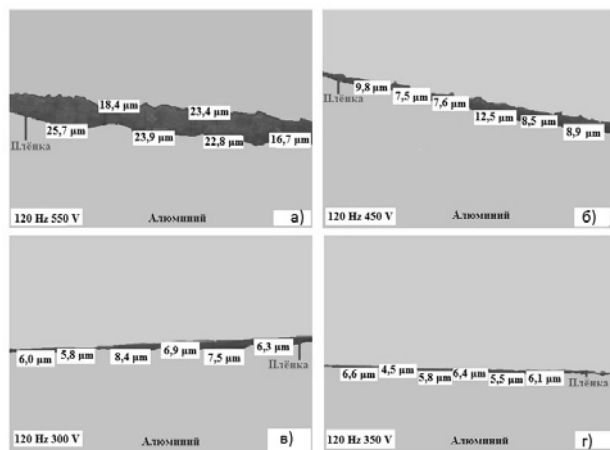 18,4 µm
23,4 µm
Плёнка
25,7 µm
23,9 µm
22,8 µm
16,7 µm
120 Hz 550 V
Алюминий
а)
Плёнка
9,8 µm
7,5 µm
7,6 µm
12,5 µm
8,5 µm
8,9 µm
120 Hz 450 V
Алюминий
б)
6,0 µm
5,8 µm
8,4 µm
6,9 µm
7,5 µm
6,3 µm
Плёнка
120 Hz 300 V
Алюминий
в)
6,6 µm
4,5 µm
5,8 µm
6,4 µm
5,5 µm
6,1 µm
Плёнка
120 Hz 350 V
Алюминий
г)